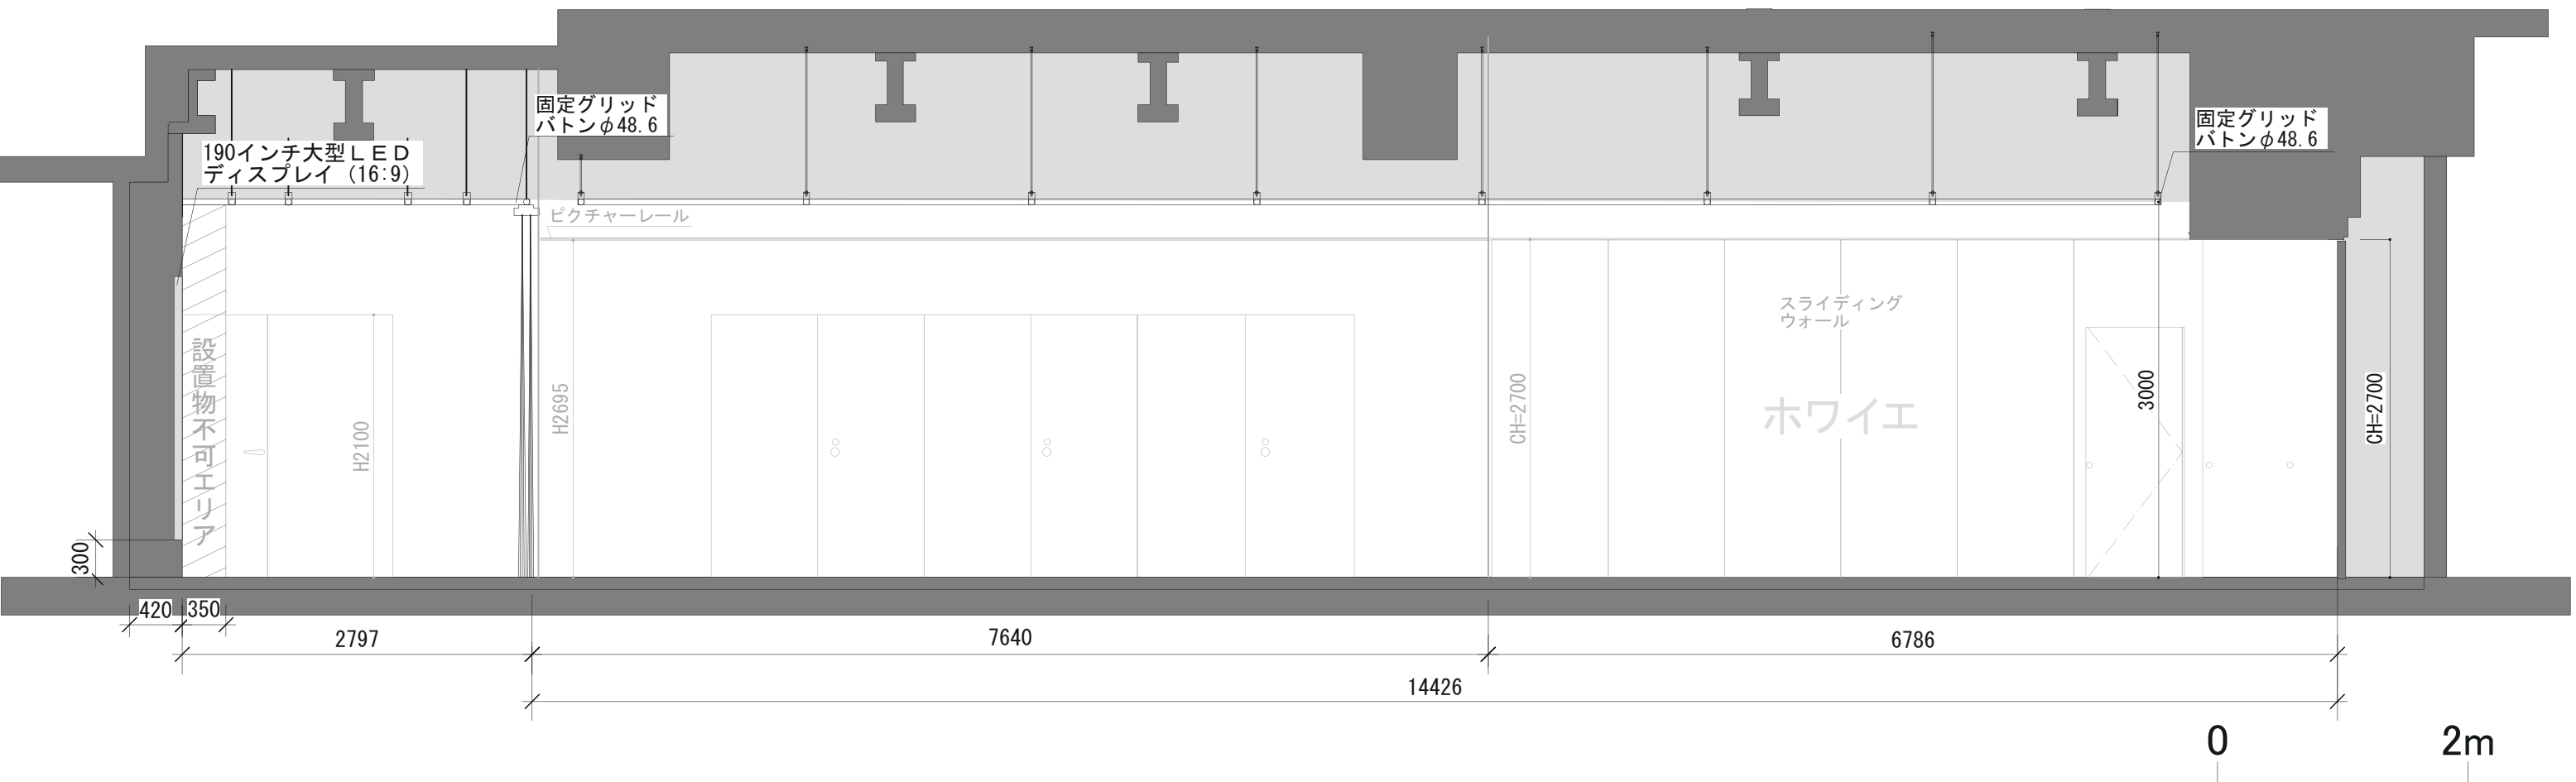 固定グリッド
バトンφ48.6
固定グリッド
バトンφ48.6
190インチ大型ＬＥＤ
ディスプレイ（16:9）
ピクチャーレール
スライディング
ウォール
設置物不可エリア
H2100
H2695
CH=2700
ホワイエ
3000
CH=2700
300
420
350
2797
7640
6786
14426
0
2m